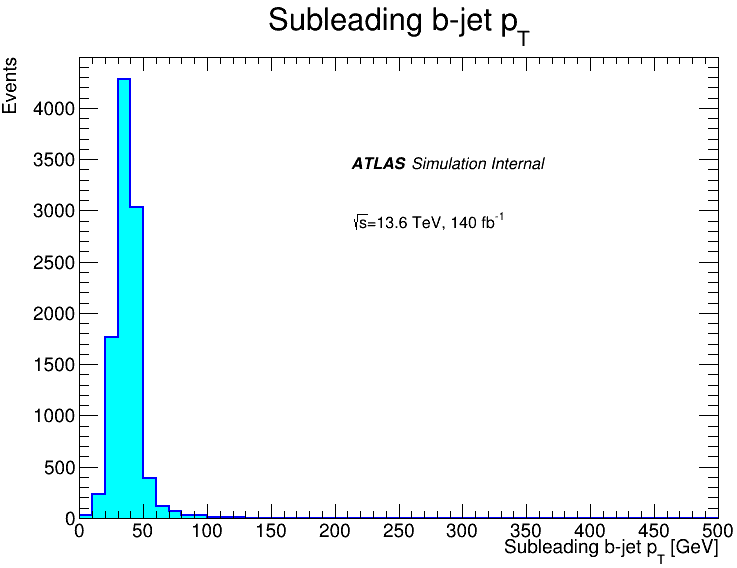 Subleading b-jet p_T
Events
4000
3500
3000
2500
2000
1500
1000
500
0
ATLAS Simulation Internal
√s=13.6 TeV, 140 fb⁻¹
0 50 100 150 200 250 300 350 400 450 500
Subleading b-jet p_T [GeV]